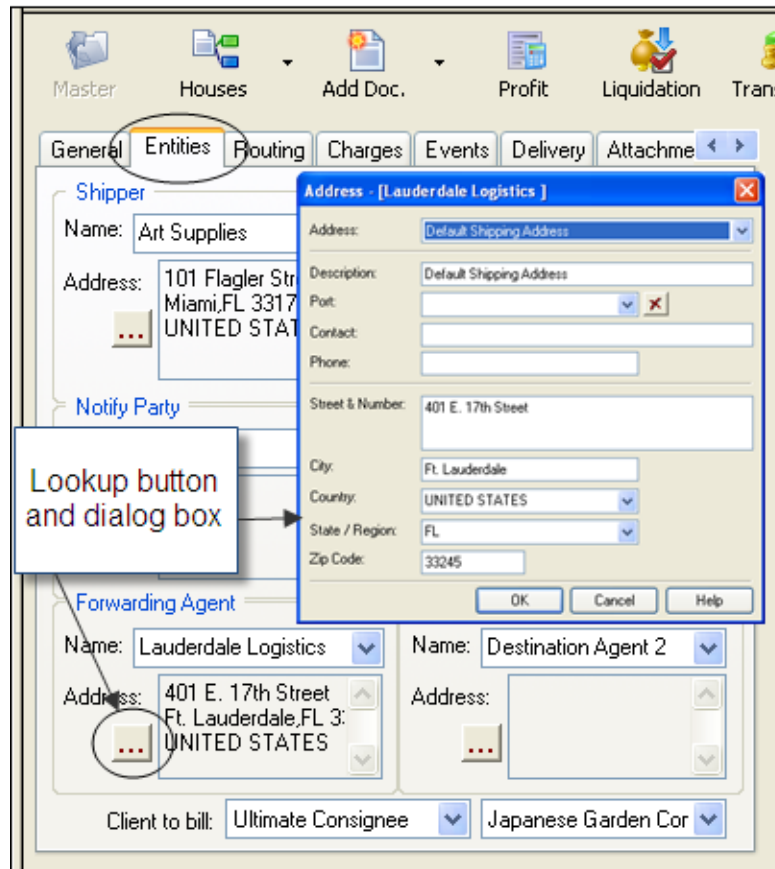 Master
Houses
Add Doc.
Profit
Liquidation
Tran
General
Entities
Routing
Charges
Events
Delivery
Attachme
Shipper
Name: Art Supplies
Address: 101 Flagler Str
Miami,FL 3317
UNITED STAT
...
Notify Party
Lookup button
and dialog box
Address - [Lauderdale Logistics ]
Address: Default Shipping Address
Description: Default Shipping Address
Port:
Contact:
Phone:
Street & Number: 401 E. 17th Street
City: Ft. Lauderdale
Country: UNITED STATES
State / Region: FL
Zip Code: 33245
OK Cancel Help
Forwarding Agent
Name: Lauderdale Logistics
Address: 401 E. 17th Street
Ft. Lauderdale,FL 3
UNITED STATES
...
Name: Destination Agent 2
Address:
...
Client to bill: Ultimate Consignee Japanese Garden Cor